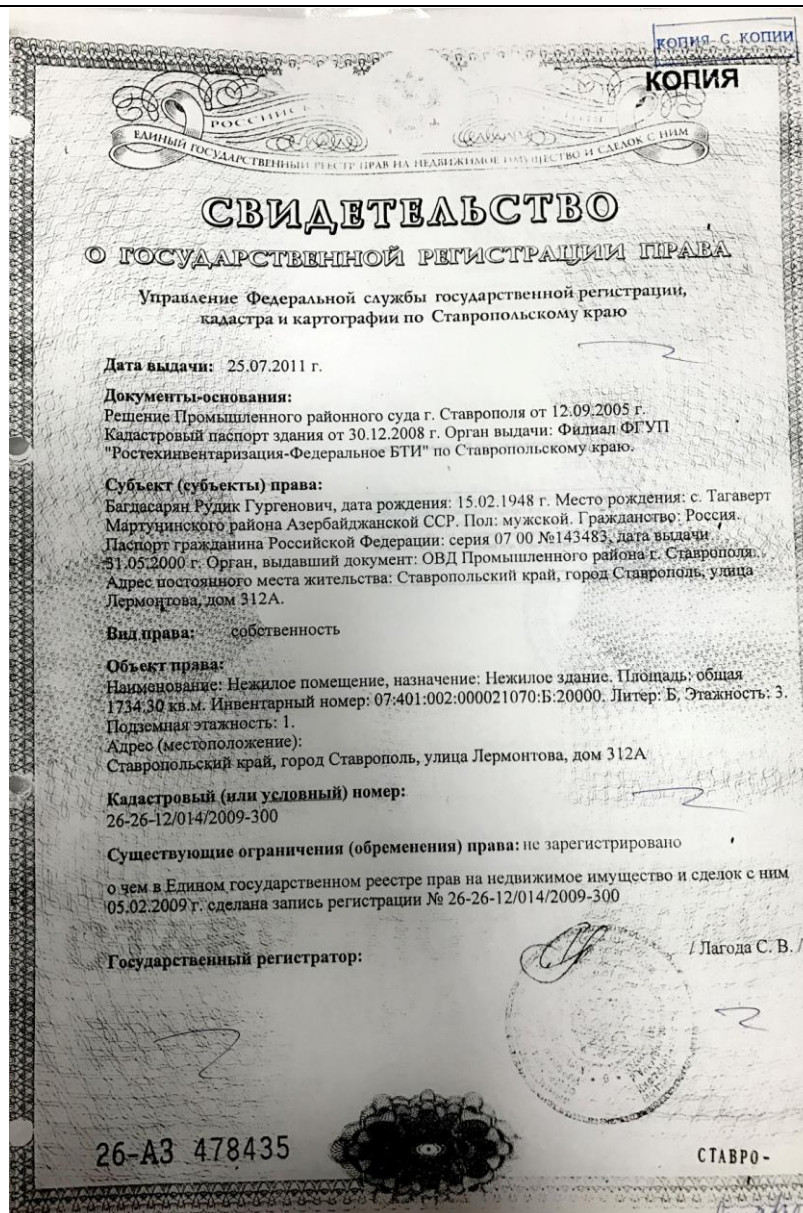 КОПИЯ С КОПИИ
КОПИЯ
ЕДИНЫЙ ГОСУДАРСТВЕННЫЙ РЕЕСТР ПРАВ НА НЕДВИЖИМОЕ ИМУЩЕСТВО И СДЕЛОК С НИМ
СВИДЕТЕЛЬСТВО
О ГОСУДАРСТВЕННОЙ РЕГИСТРАЦИИ ПРАВА
Управление Федеральной службы государственной регистрации,
кадастра и картографии по Ставропольскому краю
Дата выдачи: 25.07.2011 г.
Документы-основания:
Решение Промышленного районного суда г. Ставрополя от 12.09.2005 г.
Кадастровый паспорт здания от 30.12.2008 г. Орган выдачи: Филиал ФГУП
"Ростехинвентаризация-Федеральное БТИ" по Ставропольскому краю.
Субъект (субъекты) права:
Багдасарян Рудик Гургенович, дата рождения: 15.02.1948 г. Место рождения: с. Тагаверт
Мартунинского района Азербайджанской ССР. Пол: мужской. Гражданство: Россия.
Паспорт гражданина Российской Федерации: серия 07 00 №143483, дата выдачи
31.05.2000 г. Орган, выдавший документ: ОВД Промышленного района г. Ставрополя.
Адрес постоянного места жительства: Ставропольский край, город Ставрополь, улица
Лермонтова, дом 312А.
Вид права: собственность
Объект права:
Наименование: Нежилое помещение, назначение: Нежилое здание. Площадь: общая
1734.30 кв.м. Инвентарный номер: 07:401:002:000021070:Б:20000. Литер: Б. Этажность: 3.
Подземная этажность: 1.
Адрес (местоположение):
Ставропольский край, город Ставрополь, улица Лермонтова, дом 312А
Кадастровый (или условный) номер:
26-26-12/014/2009-300
Существующие ограничения (обременения) права: не зарегистрировано
о чем в Едином государственном реестре прав на недвижимое имущество и сделок с ним
05.02.2009 г. сделана запись регистрации № 26-26-12/014/2009-300
Государственный регистратор: / Лагода С. В. /
26-АЗ 478435
СТАВРО-